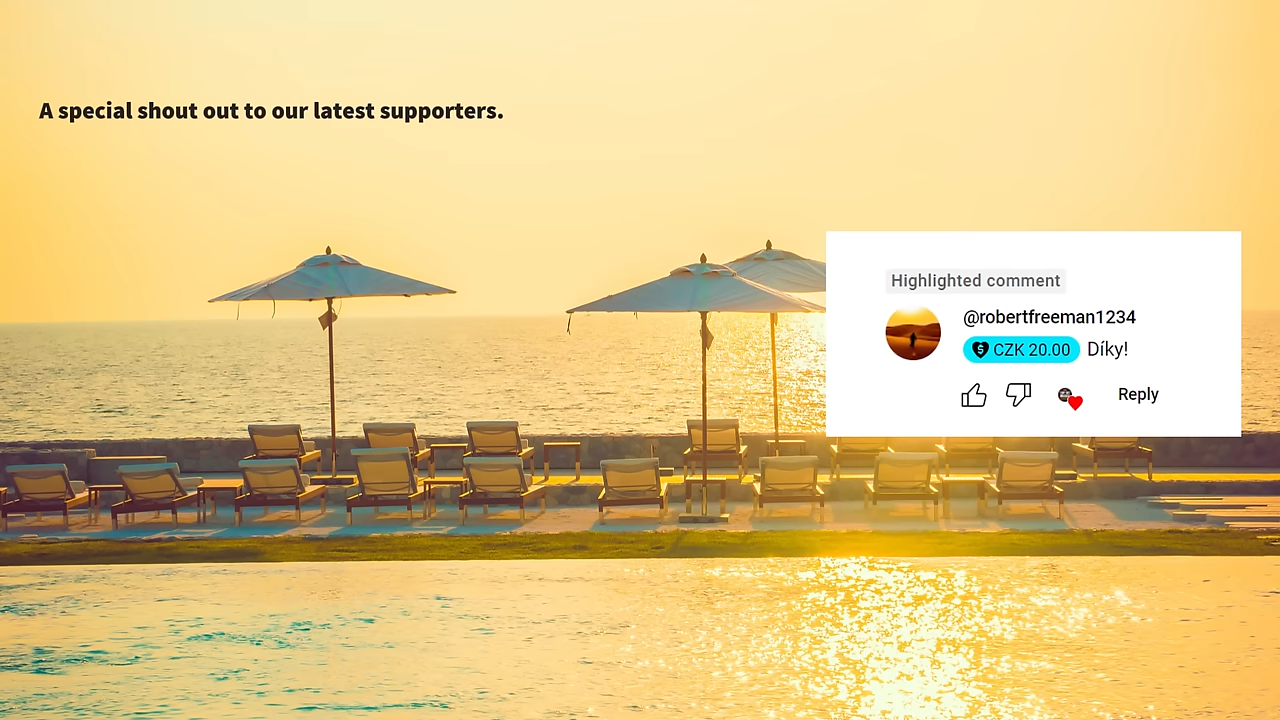 A special shout out to our latest supporters.
Highlighted comment
@robertfreeman1234
CZK 20.00 Díky!
Reply